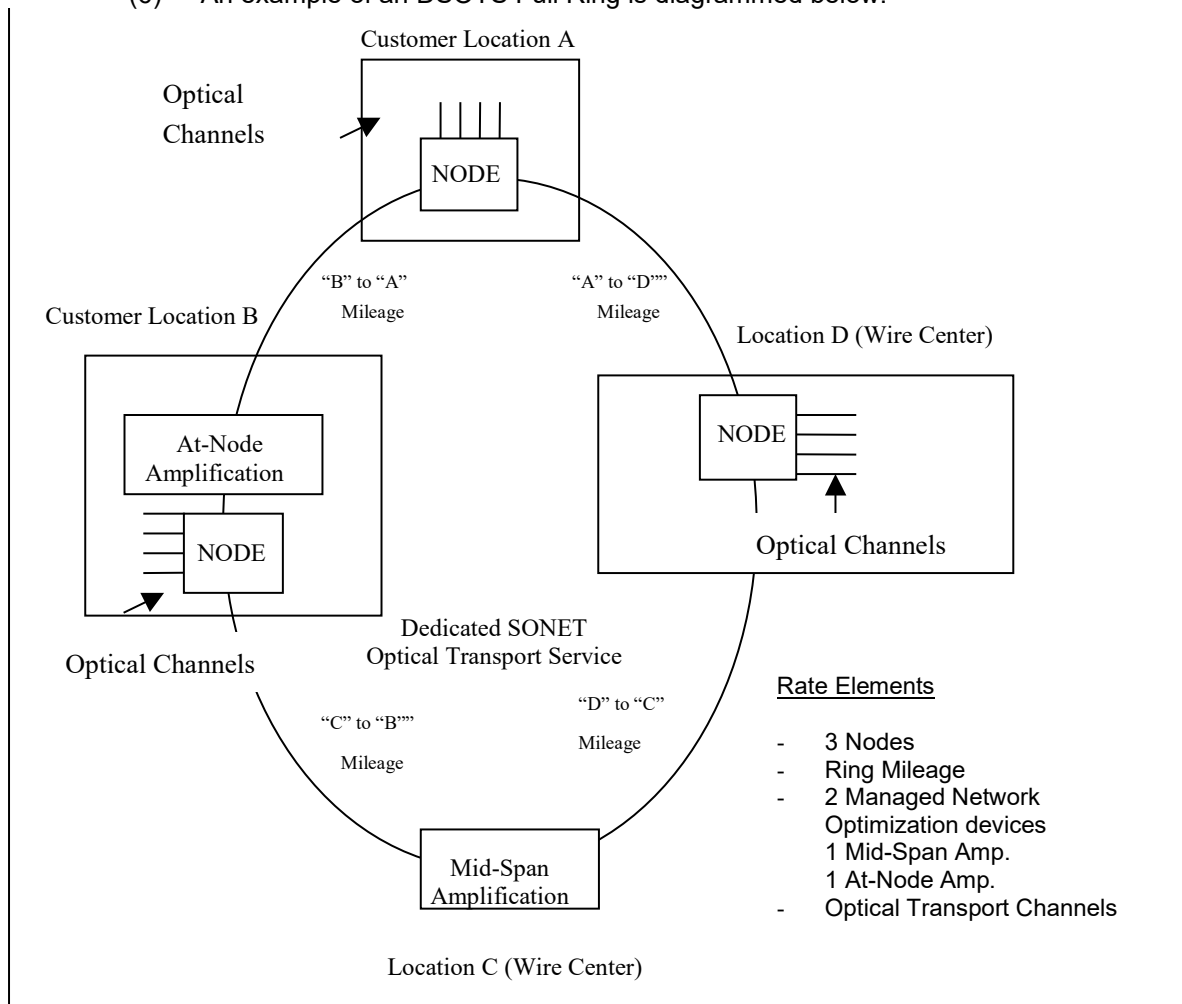 Customer Location A
Optical
Channels
NODE
“B” to “A”
Mileage
“A” to “D””
Mileage
Customer Location B
Location D (Wire Center)
At-Node
Amplification
NODE
NODE
Optical Channels
Optical Channels
Dedicated SONET
Optical Transport Service
“C” to “B””
Mileage
“D” to “C”
Mileage
Rate Elements
- 3 Nodes
- Ring Mileage
- 2 Managed Network
Optimization devices
1 Mid-Span Amp.
1 At-Node Amp.
- Optical Transport Channels
Mid-Span
Amplification
Location C (Wire Center)